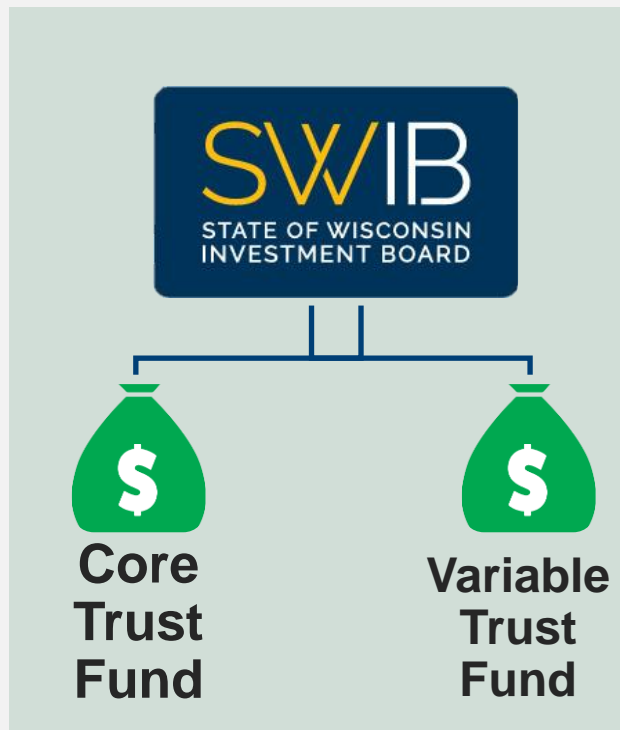 SWIB
STATE OF WISCONSIN
INVESTMENT BOARD
$
$
Core
Trust
Fund
Variable
Trust
Fund